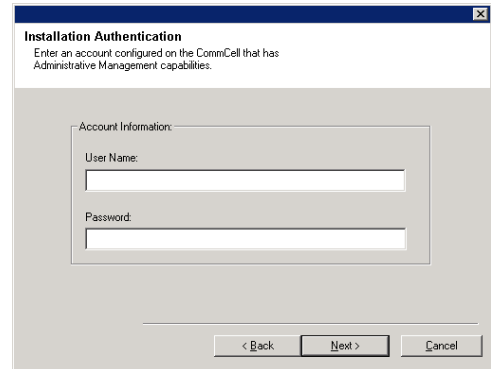 Installation Authentication
Enter an account configured on the CommCell that has
Administrative Management capabilities.
Account Information:
User Name:
Password:
< Back
Next >
Cancel